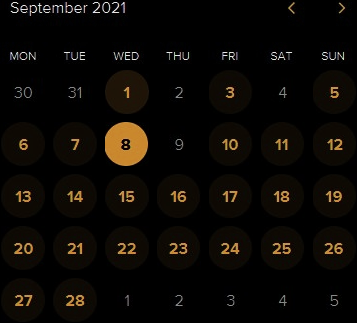 September 2021
MON TUE WED THU FRI SAT SUN
30 31 1 2 3 4 5
6 7 8 9 10 11 12
13 14 15 16 17 18 19
20 21 22 23 24 25 26
27 28 1 2 3 4 5